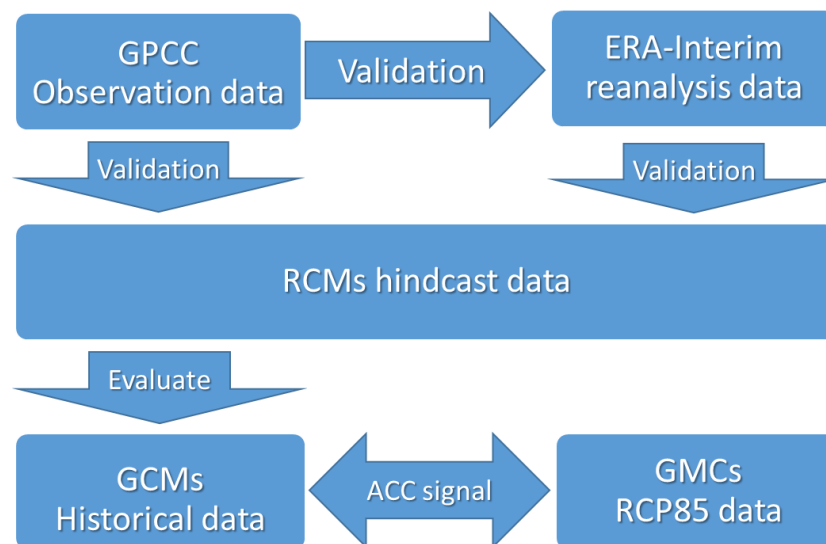 GPCC
Observation data
Validation
ERA-Interim
reanalysis data
Validation
Validation
RCMs hindcast data
Evaluate
GCMs
Historical data
ACC signal
GMCs
RCP85 data